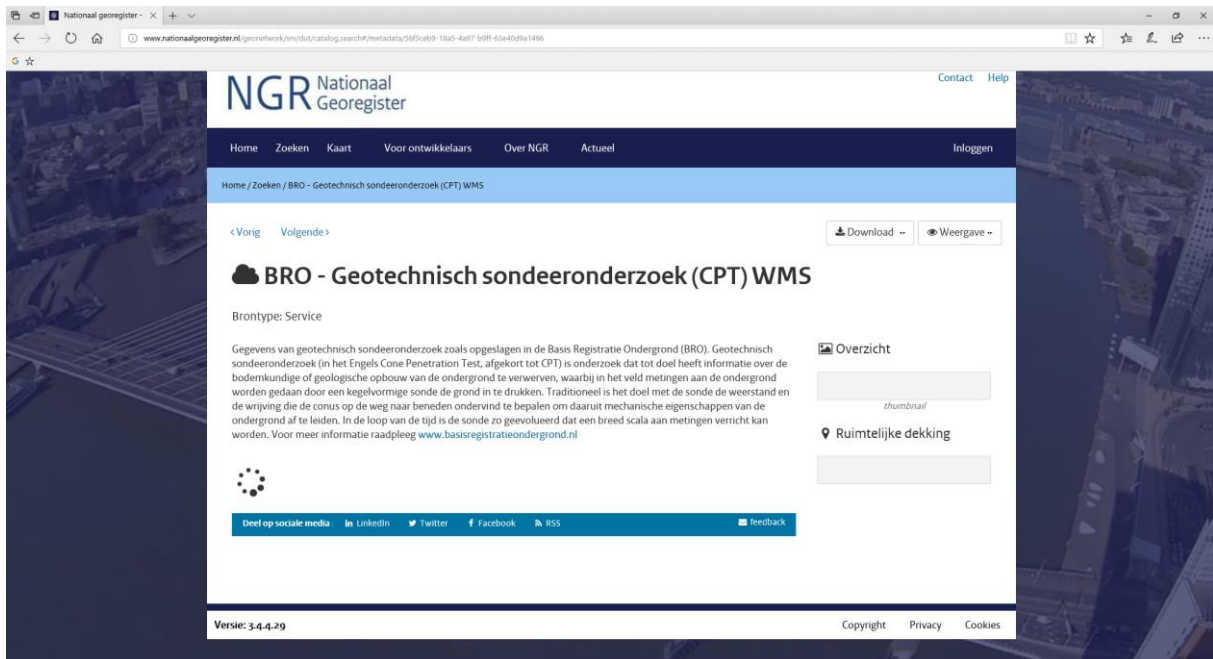 Nationaal georegister -
www.nationaalgeoregister.nl/geonetwork/srv/dut/catalog.search#/metadata/56f5ceb9-18a5-4a97-b9ff-63e40d9a1496
G
NGR Nationaal
Georegister
Contact Help
Home Zoeken Kaart Voor ontwikkelaars Over NGR Actueel Inloggen
Home / Zoeken / BRO - Geotechnisch sondeeronderzoek (CPT) WMS
‹ Vorig Volgende › Download Weergave
BRO - Geotechnisch sondeeronderzoek (CPT) WMS
Brontype: Service
Gegevens van geotechnisch sondeeronderzoek zoals opgeslagen in de Basis Registratie Ondergrond (BRO). Geotechnisch
sondeeronderzoek (in het Engels Cone Penetration Test, afgekort tot CPT) is onderzoek dat tot doel heeft informatie over de
bodemkundige of geologische opbouw van de ondergrond te verwerven, waarbij in het veld metingen aan de ondergrond
worden gedaan door een kegelvormige sonde de grond in te drukken. Traditioneel is het doel met de sonde de weerstand en
de wrijving die de conus op de weg naar beneden ondervind te bepalen om daaruit mechanische eigenschappen van de
ondergrond af te leiden. In de loop van de tijd is de sonde zo geevolueerd dat een breed scala aan metingen verricht kan
worden. Voor meer informatie raadpleeg www.basisregistratieondergrond.nl
Overzicht
thumbnail
Ruimtelijke dekking
Deel op sociale media: LinkedIn Twitter Facebook RSS feedback
Versie: 3.4.4.29 Copyright Privacy Cookies